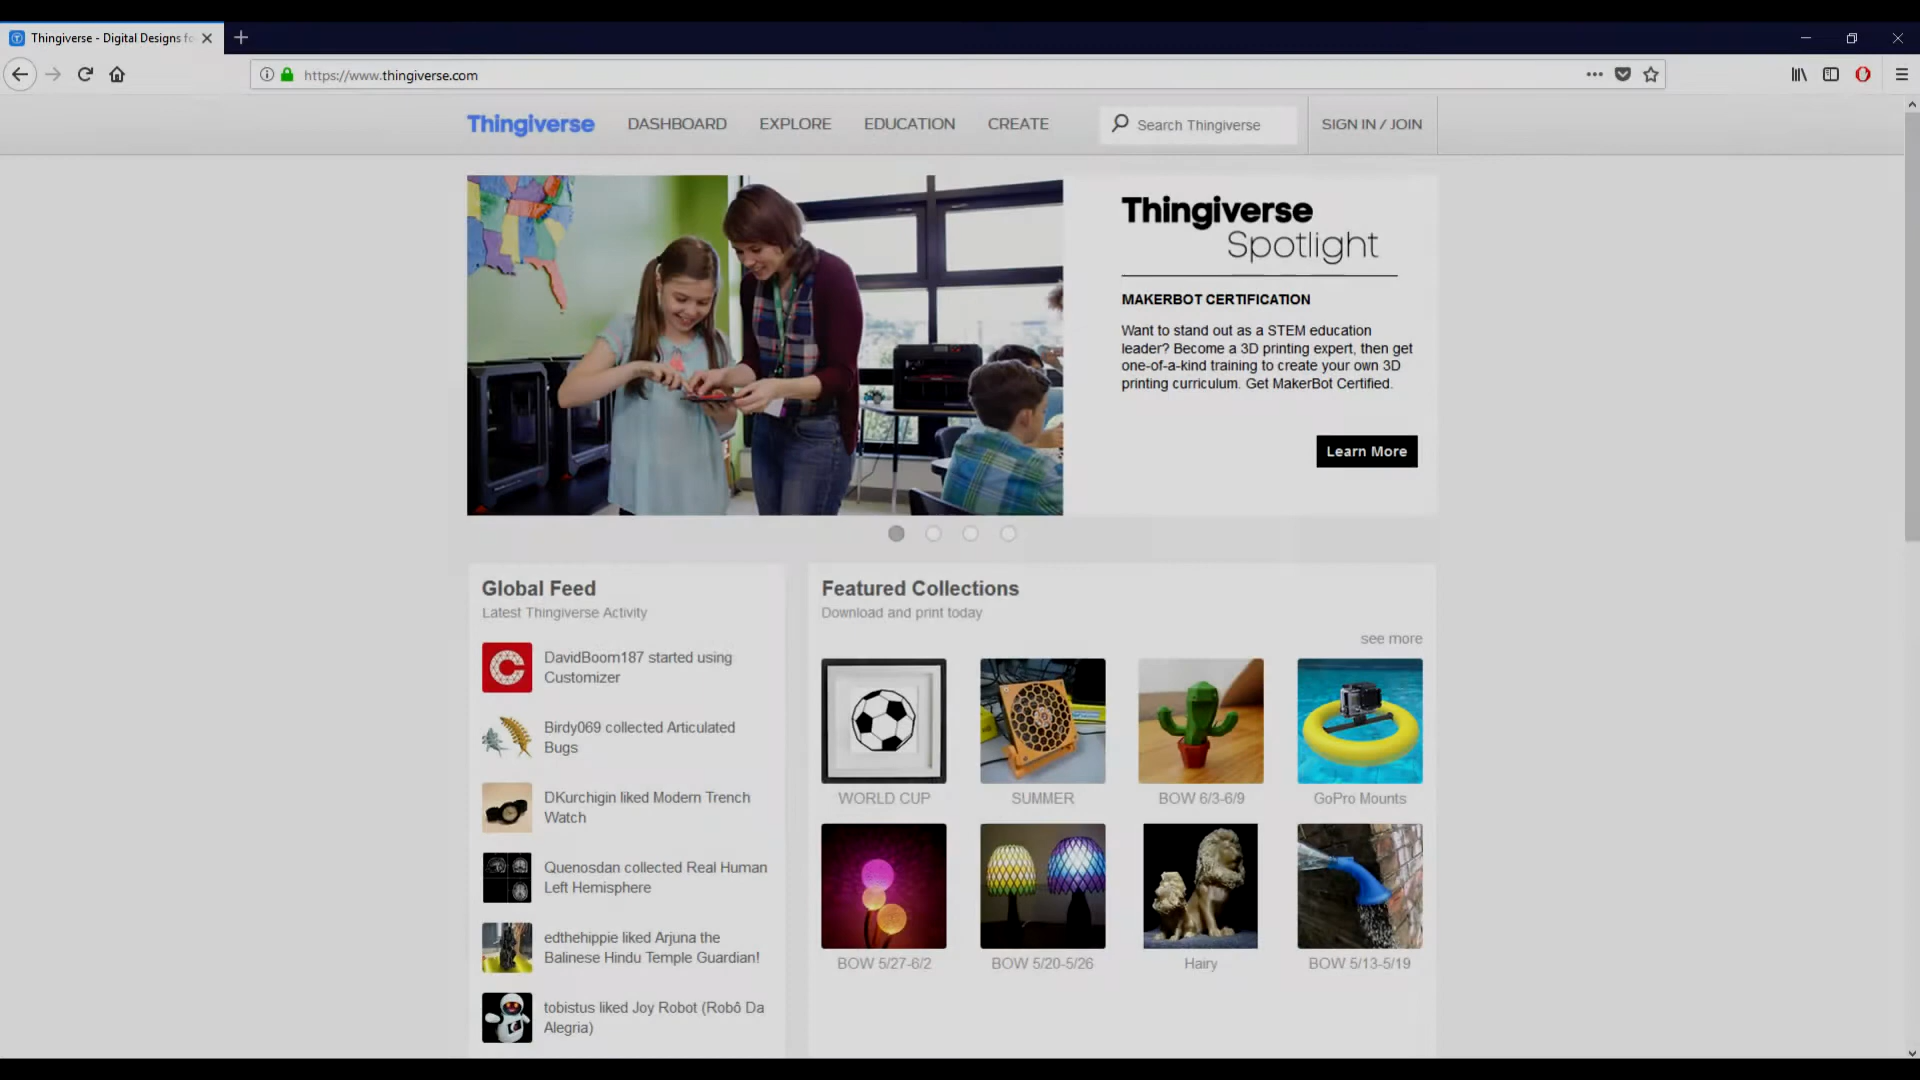 Thingiverse - Digital Designs fo
https://www.thingiverse.com
Thingiverse
DASHBOARD
EXPLORE
EDUCATION
CREATE
Search Thingiverse
SIGN IN / JOIN
Thingiverse
Spotlight
MAKERBOT CERTIFICATION
Want to stand out as a STEM education
leader? Become a 3D printing expert, then get
one-of-a-kind training to create your own 3D
printing curriculum. Get MakerBot Certified.
Learn More
Global Feed
Latest Thingiverse Activity
DavidBoom187 started using
Customizer
Birdy069 collected Articulated
Bugs
DKurchigin liked Modern Trench
Watch
Quenosdan collected Real Human
Left Hemisphere
edthehippie liked Arjuna the
Balinese Hindu Temple Guardian!
tobistus liked Joy Robot (Robô Da
Alegria)
Featured Collections
Download and print today
see more
WORLD CUP
SUMMER
BOW 6/3-6/9
GoPro Mounts
BOW 5/27-6/2
BOW 5/20-5/26
Hairy
BOW 5/13-5/19